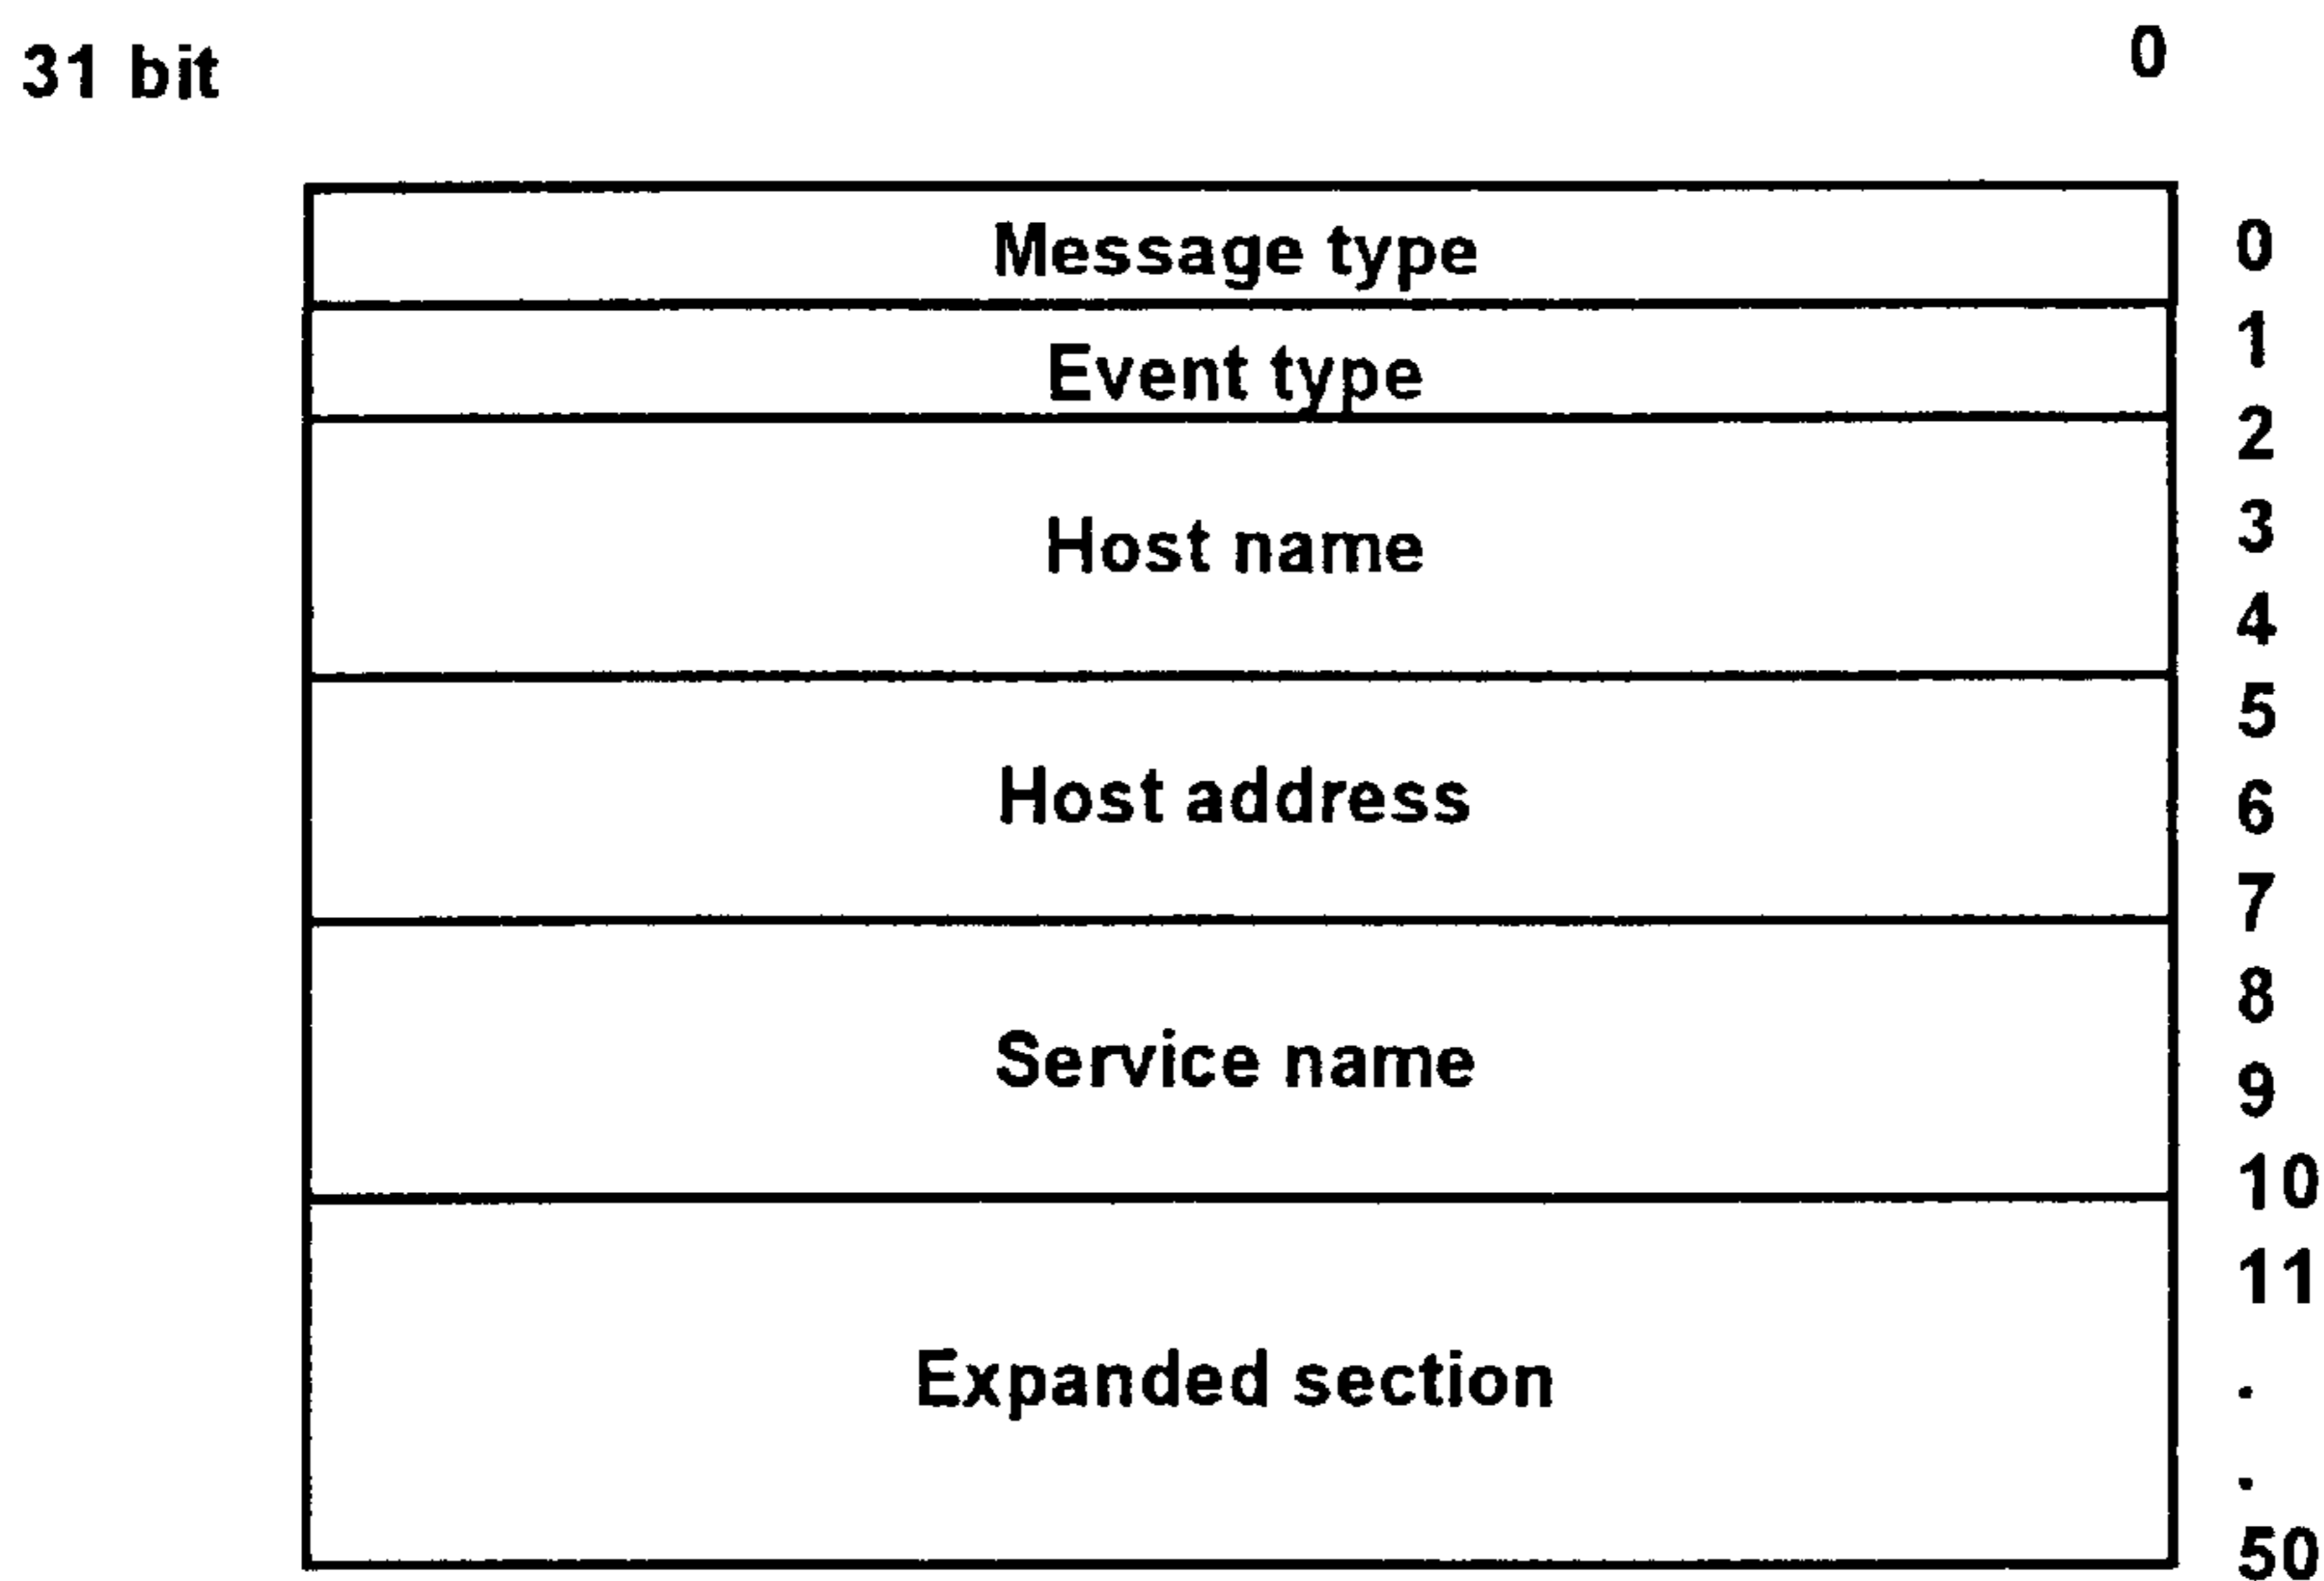 31 bit 0
Message type 0
1
Event type
2
3
Host name
4
5
Host address 6
7
8
Service name
9
10
11
Expanded section .
.
50